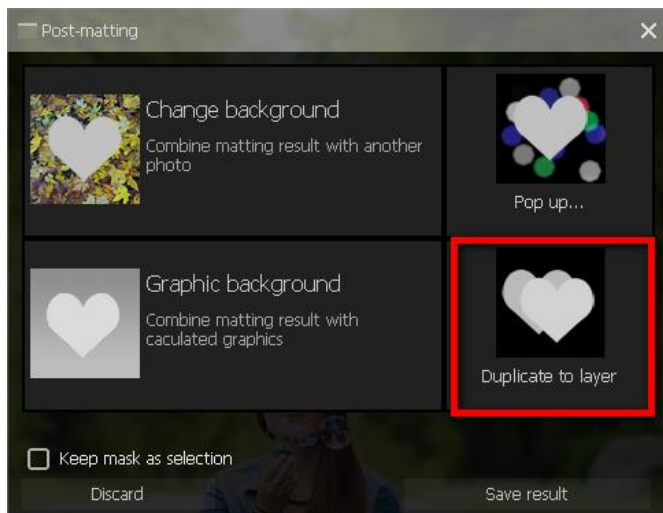 Post-matting
Change background
Combine matting result with another
photo
Pop up...
Graphic background
Combine matting result with
caculated graphics
Duplicate to layer
Keep mask as selection
Discard
Save result